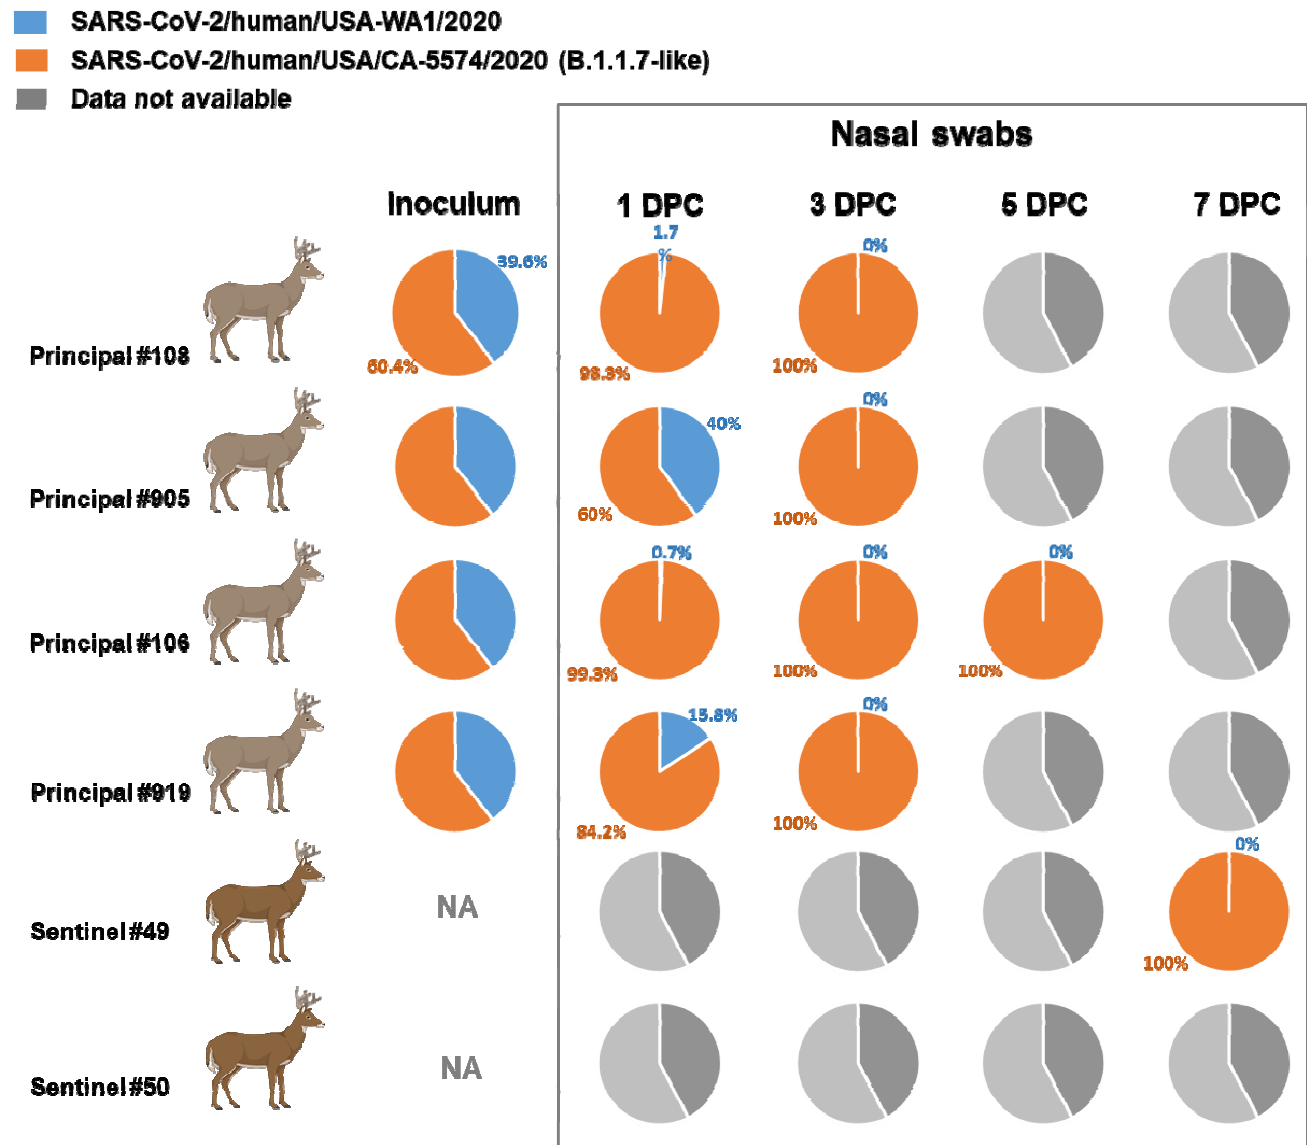 SARS-CoV-2/human/USA-WA1/2020
SARS-CoV-2/human/USA/CA-5574/2020 (B.1.1.7-like)
Data not available
Nasal swabs
Inoculum 1 DPC 3 DPC 5 DPC 7 DPC
39.6% 1.7 % 0%
Principal #108
60.4% 98.3% 100%
40% 0%
Principal #905
60% 100%
0.7% 0% 0%
Principal #106
99.3% 100% 100%
15.8% 0%
Principal #919
84.2% 100%
0%
NA
Sentinel #49
100%
NA
Sentinel #50